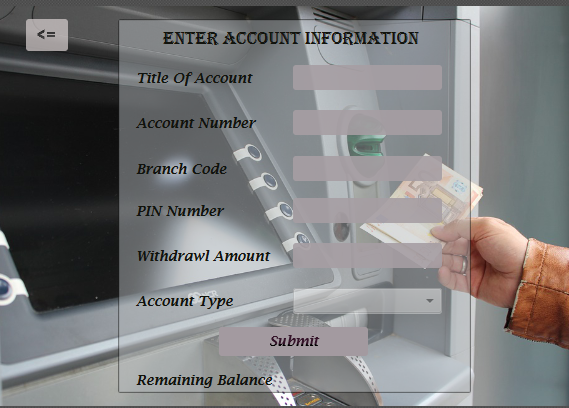 <=
ENTER ACCOUNT INFORMATION
Title Of Account
Account Number
Branch Code
PIN Number
Withdrawl Amount
Account Type
Submit
Remaining Balance